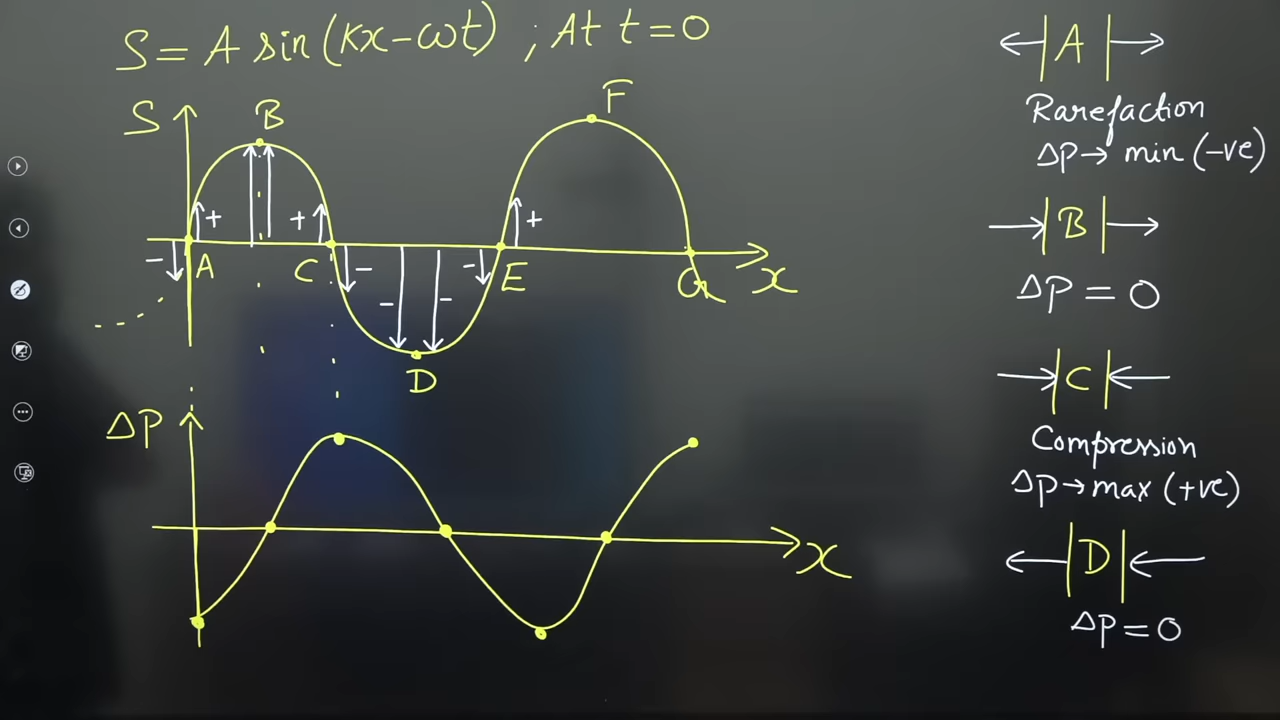 S = A sin(kx-ωt) ; At t=0
S
B
F
+
+
+
-
-
-
-
-
A
C
E
G
x
D
ΔP
x
A
Rarefaction
ΔP→ min (-ve)
B
ΔP = 0
C
Compression
ΔP→max (+ve)
D
ΔP=0